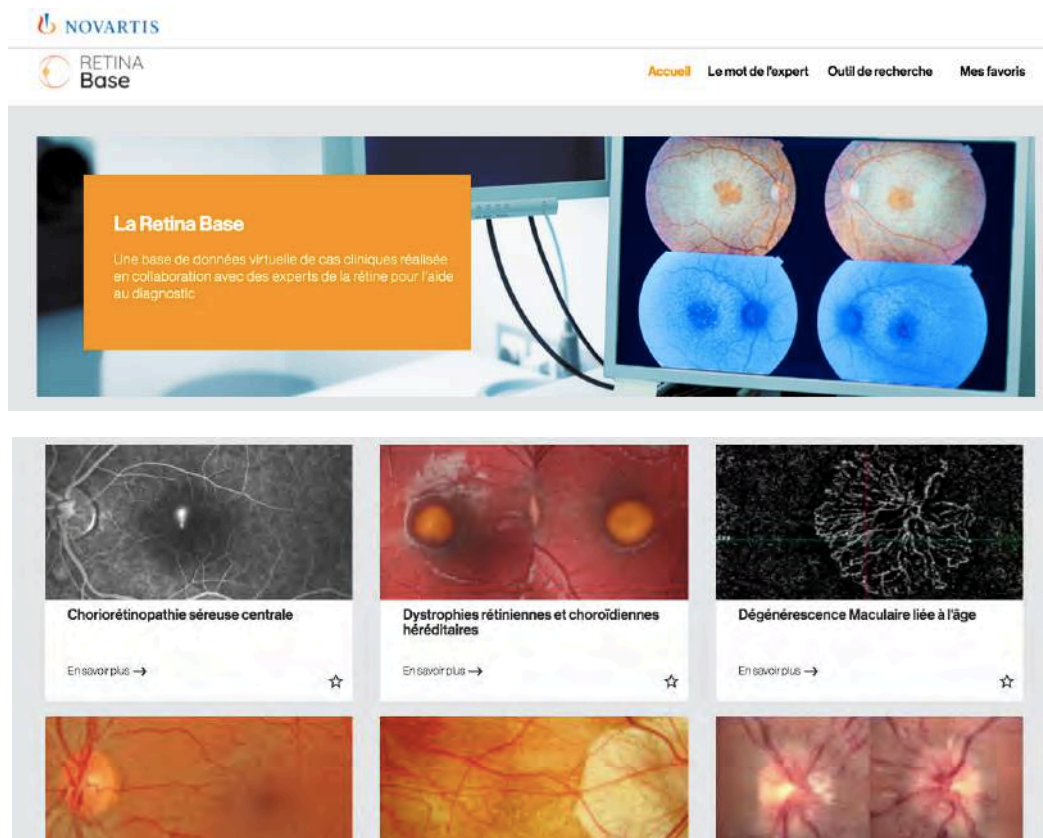 NOVARTIS
RETINA
Base
Accueil Le mot de l'expert Outil de recherche Mes favoris
La Retina Base
Une base de données virtuelle de cas cliniques réalisée
en collaboration avec des experts de la rétine pour l'aide
au diagnostic
Choriorétinopathie séreuse centrale
En savoir plus →
Dystrophies rétiniennes et choroïdiennes
héréditaires
En savoir plus →
Dégénérescence Maculaire liée à l'âge
En savoir plus →